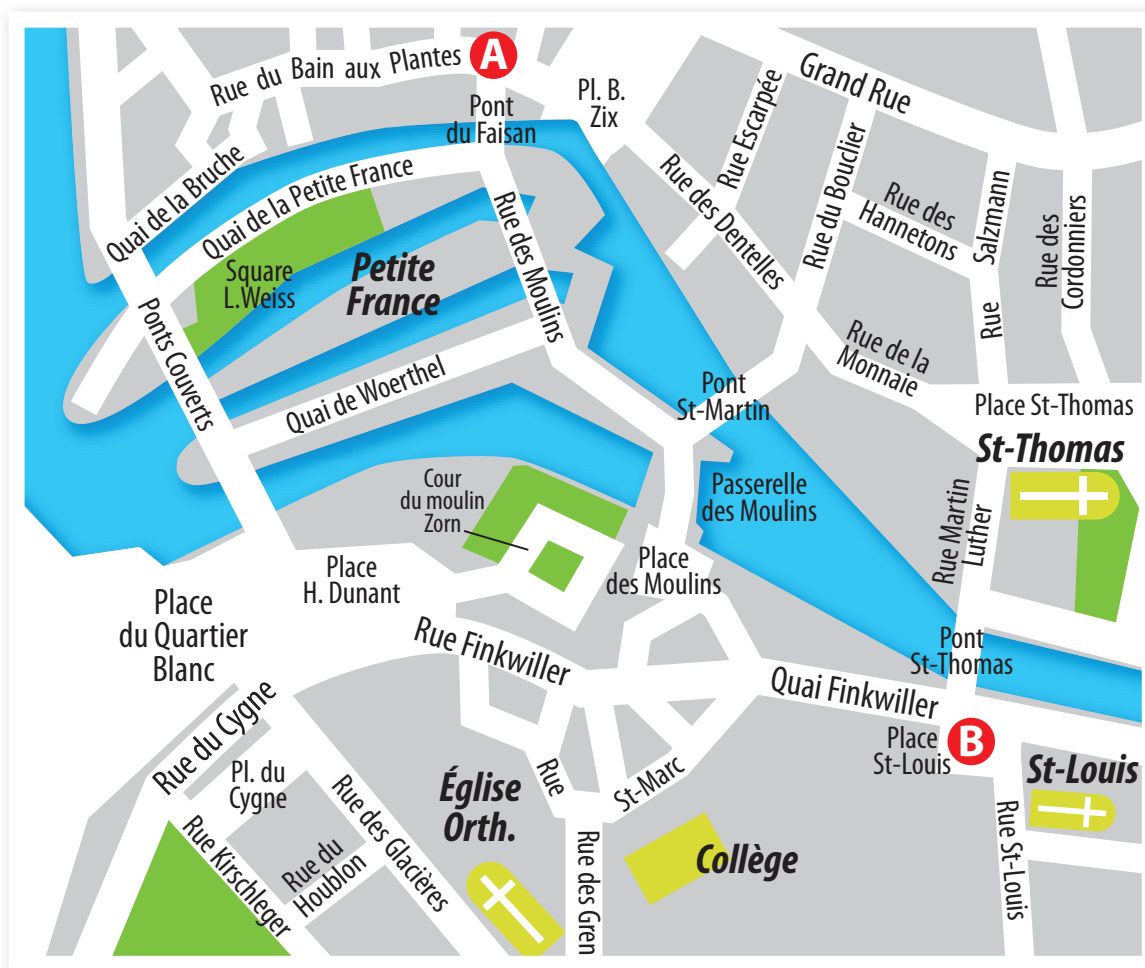 Rue du Bain aux Plantes
A
Grand Rue
Pont
du Faisan
Pl. B.
Zix
Rue Escarpée
Rue du Bouclier
Rue des
Hannetons
Rue Salzmann
Rue des
Cordonniers
Quai de la Bruche
Quai de la Petite France
Rue des Moulins
Rue des Dentelles
Square
L.Weiss
Petite
France
Ponts Couverts
Quai de Woerthel
Rue de la
Monnaie
Pont
St-Martin
Place St-Thomas
St-Thomas
Cour
du moulin
Zorn
Passerelle
des Moulins
Rue Martin
Luther
Place
H. Dunant
Place
des Moulins
Place
du Quartier
Blanc
Rue Finkwiller
Pont
St-Thomas
Quai Finkwiller
Rue du Cygne
Place
St-Louis
B
St-Louis
Pl. du
Cygne
Rue St-Marc
Église
Orth.
Rue des Glacières
Rue Kirschleger
Rue du
Houblon
Rue des Gren
Collège
Rue St-Louis